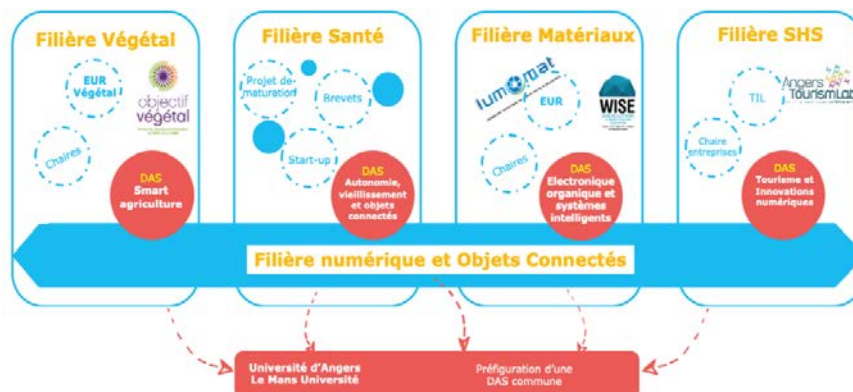 Filière Végétal
EUR
Végétal
objectif
végétal
Chaires
DAS
Smart
agriculture
Filière Santé
Projet de
maturation
Brevets
Start-up
DAS
Autonomie,
vieillissement
et objets
connectés
Filière Matériaux
lumomat
EUR
WISE
Chaires
DAS
Electronique
organique et
systèmes
intelligents
Filière SHS
TIL
Angers
TourismLab
Chaire
entreprises
DAS
Tourisme et
Innovations
numériques
Filière numérique et Objets Connectés
Université d'Angers
Le Mans Université
Préfiguration d'une
DAS commune